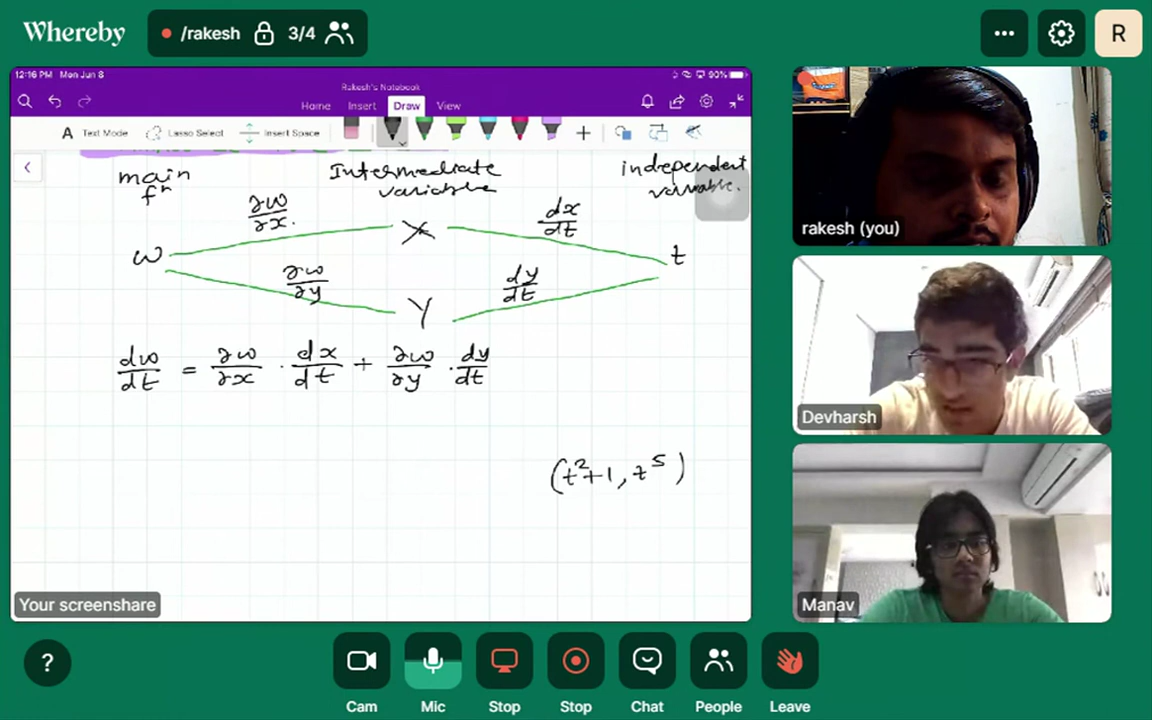 Whereby
/rakesh 3/4
... R
12:16 PM Mon Jun 8
90%
Rakesh's Notebook
Home Insert Draw View
A Text Mode Lasso Select Insert Space
main
fⁿ
Intermediate
variable
independent
variable.
∂w/∂x.
dx/dt
w
X
t
∂w/∂y
dy/dt
Y
dw/dt = ∂w/∂x · dx/dt + ∂w/∂y · dy/dt
(t²+1, t⁵)
Your screenshare
rakesh (you)
Devharsh
Manav
?
Cam Mic Stop Stop Chat People Leave